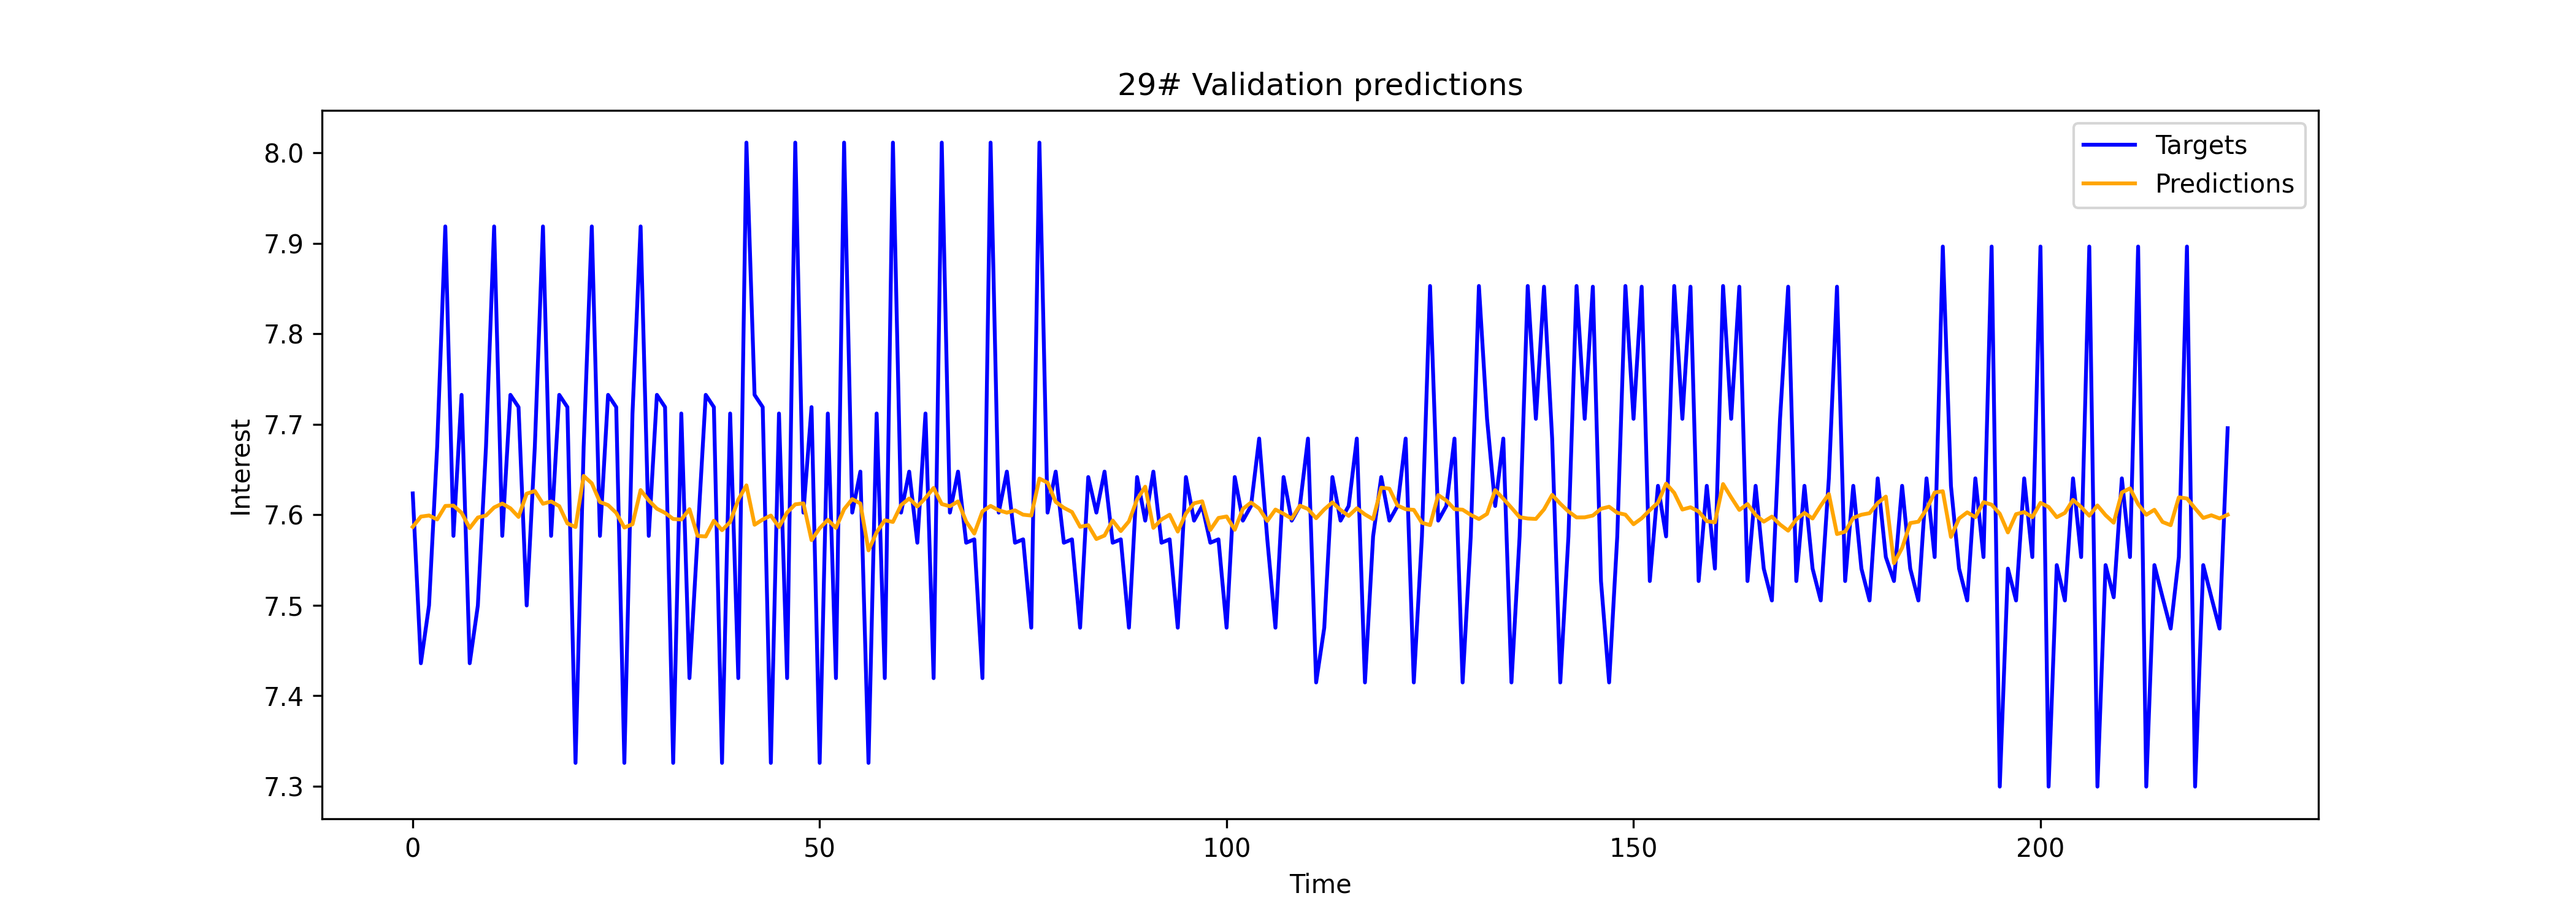 29# Validation predictions
Targets
Predictions
8.0
7.9
7.8
7.7
7.6
7.5
7.4
7.3
Interest
0 50 100 150 200
Time